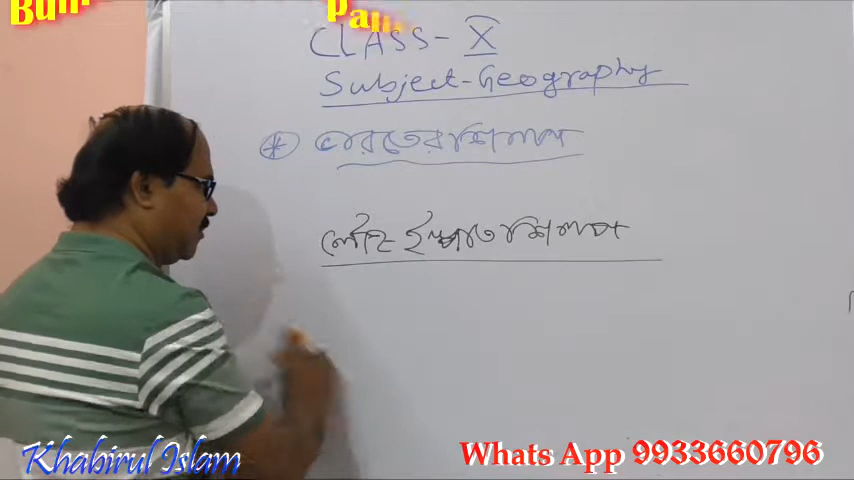 CLASS - X
Subject - Geography
* ভারতের শিল্প
লৌহ ইস্পাত শিল্প
Khabirul Islam
Whats App 9933660796